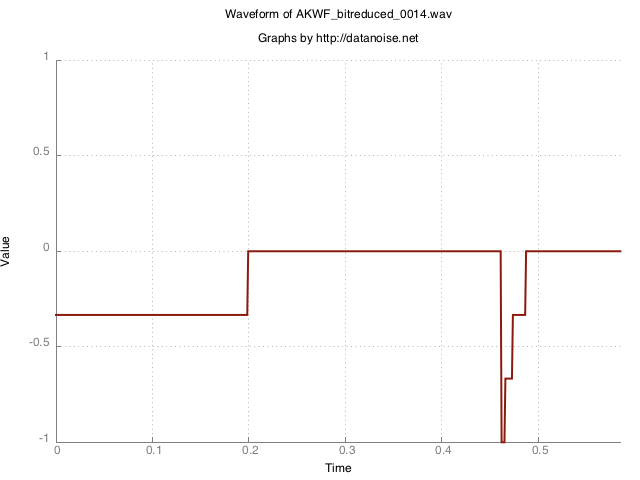 Waveform of AKWF_bitreduced_0014.wav
Graphs by http://datanoise.net
1
0.5
0
-0.5
-1
Value
0 0.1 0.2 0.3 0.4 0.5
Time